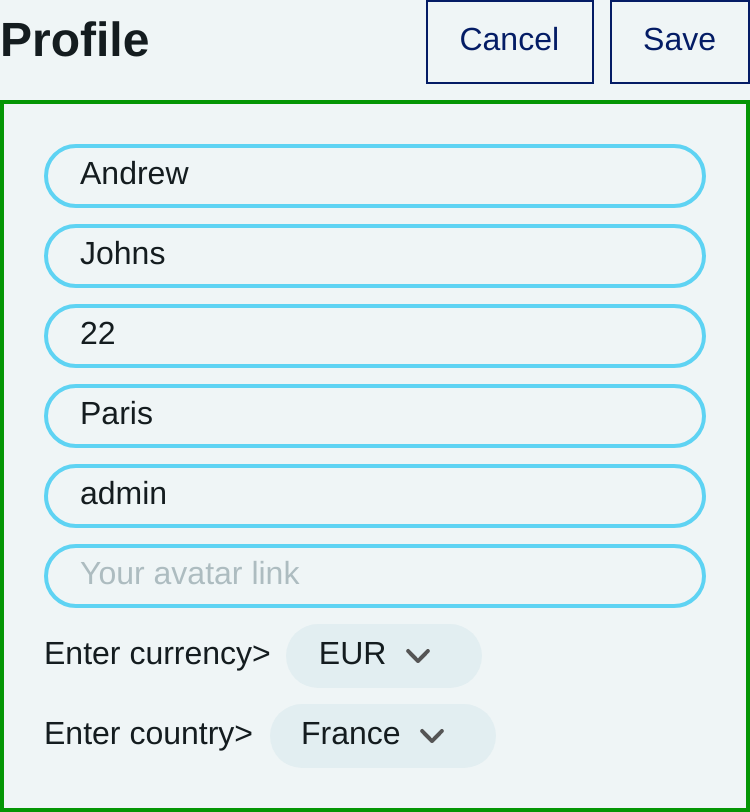 Profile
Cancel
Save
Andrew
Johns
22
Paris
admin
Your avatar link
Enter currency> EUR
Enter country> France